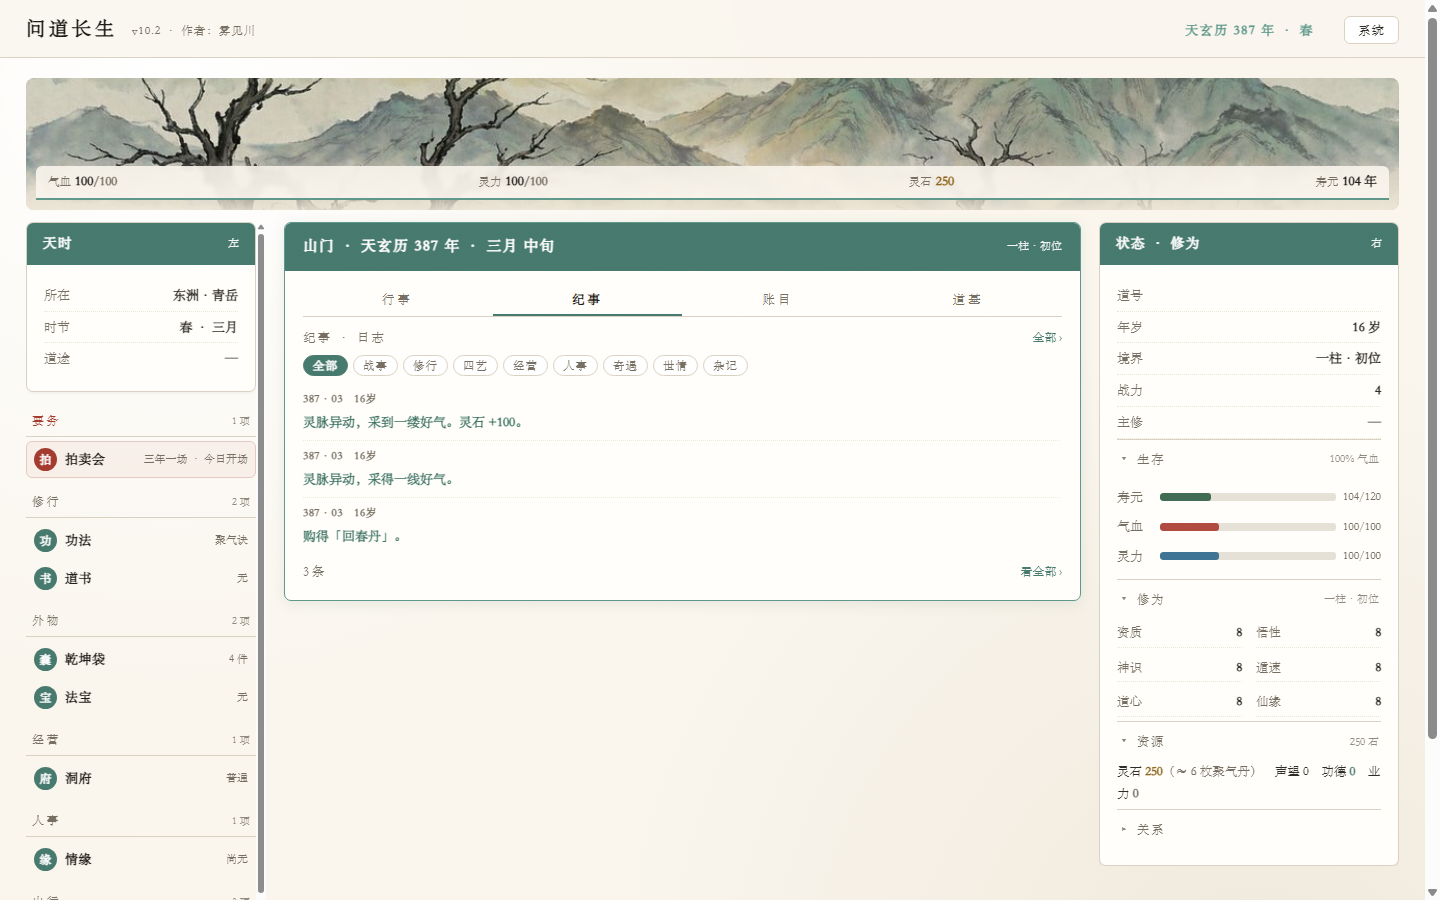 问道长生 v10.2 · 作者：雾见川
天玄历 387 年 · 春 系统
气血 100/100 灵力 100/100 灵石 250 寿元 104 年
天时 左
所在 东洲 · 青岳
时节 春 · 三月
道途 —
要务 1 项
拍 拍卖会 三年一场 · 今日开场
修行 2 项
功 功法 聚气诀
书 道书 无
外物 2 项
囊 乾坤袋 4 件
宝 法宝 无
经营 1 项
府 洞府 普通
人事 1 项
缘 情缘 尚无
山门 · 天玄历 387 年 · 三月 中旬 一柱 · 初位
行事 纪事 账目 道基
纪事 · 日志 全部 ›
全部 战事 修行 四艺 经营 人事 奇遇 世情 杂记
387 · 03 16岁
灵脉异动，采到一缕好气。灵石 +100。
387 · 03 16岁
灵脉异动，采得一线好气。
387 · 03 16岁
购得「回春丹」。
3 条 看全部 ›
状态 · 修为 右
道号
年岁 16 岁
境界 一柱 · 初位
战力 4
主修 —
生存 100% 气血
寿元 104/120
气血 100/100
灵力 100/100
修为 一柱 · 初位
资质 8 悟性 8
神识 8 遁速 8
道心 8 仙缘 8
资源 250 石
灵石 250（～ 6 枚聚气丹） 声望 0 功德 0 业
力 0
关系